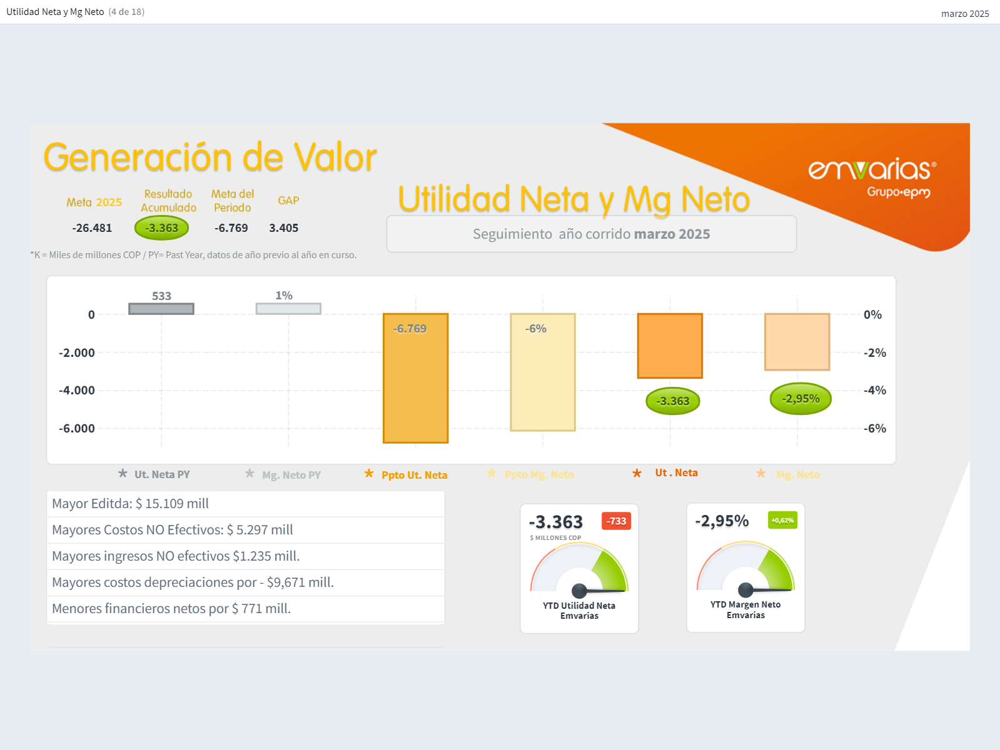 Utilidad Neta y Mg Neto (4 de 18)
marzo 2025
Generación de Valor
emvarias®
Grupo•epm
Utilidad Neta y Mg Neto
Meta 2025
Resultado Acumulado
Meta del Periodo
GAP
-26.481
-3.363
-6.769
3.405
Seguimiento año corrido marzo 2025
*K = Miles de millones COP / PY= Past Year, datos de año previo al año en curso.
533
1%
-6.769
-6%
-3.363
-2,95%
0
-2.000
-4.000
-6.000
0%
-2%
-4%
-6%
* Ut. Neta PY
* Mg. Neto PY
* Ppto Ut. Neta
* Ppto Mg. Neto
* Ut . Neta
* Mg. Neto
Mayor Editda: $ 15.109 mill
Mayores Costos NO Efectivos: $ 5.297 mill
Mayores ingresos NO efectivos $1.235 mill.
Mayores costos depreciaciones por - $9,671 mill.
Menores financieros netos por $ 771 mill.
-3.363
-733
$ MILLONES COP
YTD Utilidad Neta
Emvarias
-2,95%
+0,62%
YTD Margen Neto
Emvarias